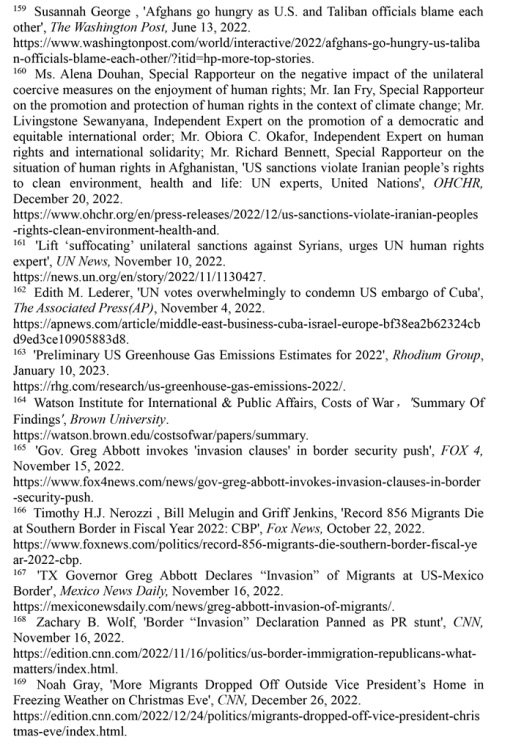 159 Susannah George , 'Afghans go hungry as U.S. and Taliban officials blame each
other', The Washington Post, June 13, 2022.
https://www.washingtonpost.com/world/interactive/2022/afghans-go-hungry-us-taliba
n-officials-blame-each-other/?itid=hp-more-top-stories.
160 Ms. Alena Douhan, Special Rapporteur on the negative impact of the unilateral
coercive measures on the enjoyment of human rights; Mr. Ian Fry, Special Rapporteur
on the promotion and protection of human rights in the context of climate change; Mr.
Livingstone Sewanyana, Independent Expert on the promotion of a democratic and
equitable international order; Mr. Obiora C. Okafor, Independent Expert on human
rights and international solidarity; Mr. Richard Bennett, Special Rapporteur on the
situation of human rights in Afghanistan, 'US sanctions violate Iranian people's rights
to clean environment, health and life: UN experts, United Nations', OHCHR,
December 20, 2022.
https://www.ohchr.org/en/press-releases/2022/12/us-sanctions-violate-iranian-peoples
-rights-clean-environment-health-and.
161 'Lift ‘suffocating’ unilateral sanctions against Syrians, urges UN human rights
expert', UN News, November 10, 2022.
https://news.un.org/en/story/2022/11/1130427.
162 Edith M. Lederer, 'UN votes overwhelmingly to condemn US embargo of Cuba',
The Associated Press(AP), November 4, 2022.
https://apnews.com/article/middle-east-business-cuba-israel-europe-bf38ea2b62324cb
d9ed3ce10905883d8.
163 'Preliminary US Greenhouse Gas Emissions Estimates for 2022', Rhodium Group,
January 10, 2023.
https://rhg.com/research/us-greenhouse-gas-emissions-2022/.
164 Watson Institute for International & Public Affairs, Costs of War， 'Summary Of
Findings', Brown University.
https://watson.brown.edu/costsofwar/papers/summary.
165 'Gov. Greg Abbott invokes 'invasion clauses' in border security push', FOX 4,
November 15, 2022.
https://www.fox4news.com/news/gov-greg-abbott-invokes-invasion-clauses-in-border
-security-push.
166 Timothy H.J. Nerozzi , Bill Melugin and Griff Jenkins, 'Record 856 Migrants Die
at Southern Border in Fiscal Year 2022: CBP', Fox News, October 22, 2022.
https://www.foxnews.com/politics/record-856-migrants-die-southern-border-fiscal-ye
ar-2022-cbp.
167 'TX Governor Greg Abbott Declares “Invasion” of Migrants at US-Mexico
Border', Mexico News Daily, November 16, 2022.
https://mexiconewsdaily.com/news/greg-abbott-invasion-of-migrants/.
168 Zachary B. Wolf, 'Border “Invasion” Declaration Panned as PR stunt', CNN,
November 16, 2022.
https://edition.cnn.com/2022/11/16/politics/us-border-immigration-republicans-what-
matters/index.html.
169 Noah Gray, 'More Migrants Dropped Off Outside Vice President’s Home in
Freezing Weather on Christmas Eve', CNN, December 26, 2022.
https://edition.cnn.com/2022/12/24/politics/migrants-dropped-off-vice-president-chris
tmas-eve/index.html.